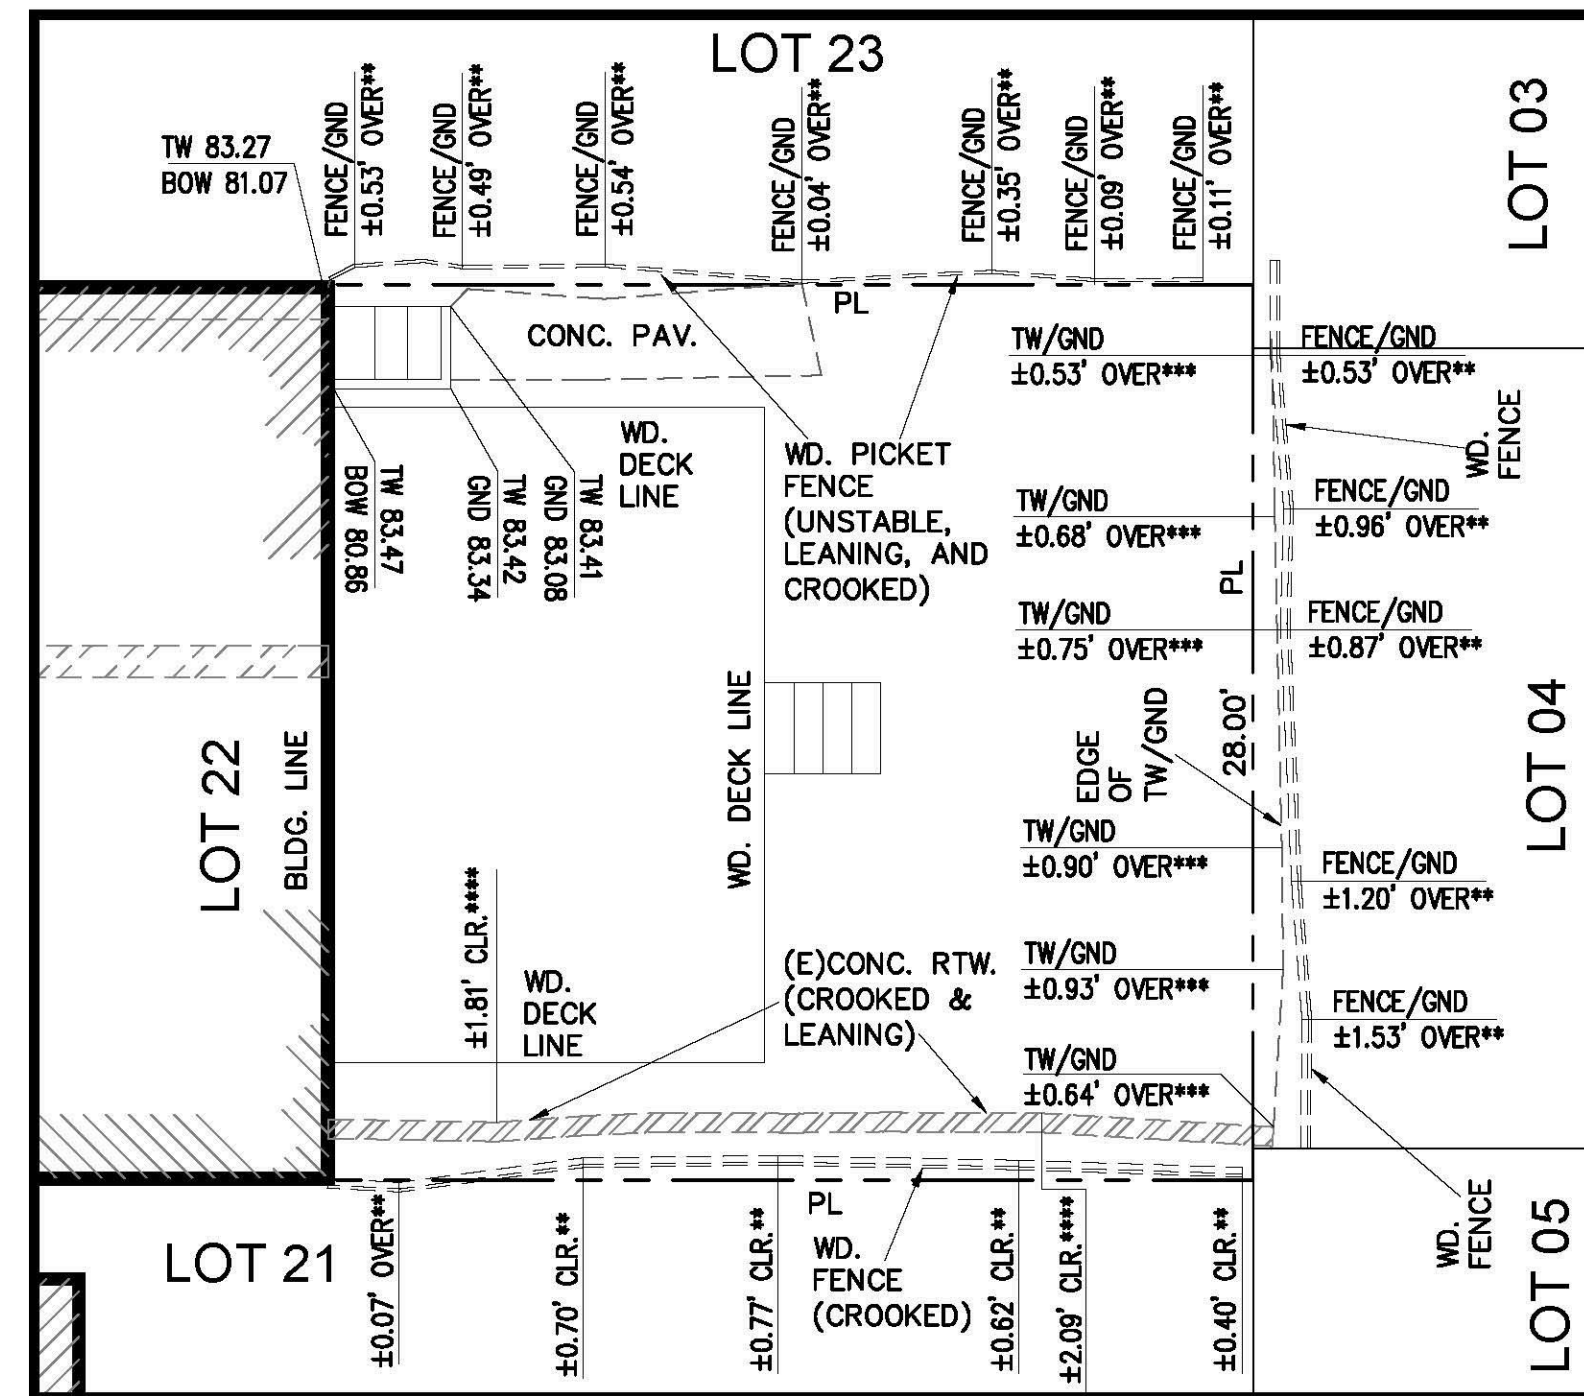 LOT 23
LOT 03
TW 83.27
BOW 81.07
FENCE/GND
±0.53' OVER**
FENCE/GND
±0.49' OVER**
FENCE/GND
±0.54' OVER**
FENCE/GND
±0.04' OVER**
FENCE/GND
±0.35' OVER**
FENCE/GND
±0.09' OVER**
FENCE/GND
±0.11' OVER**
PL
CONC. PAV.
TW/GND
±0.53' OVER***
FENCE/GND
±0.53' OVER**
WD.
FENCE
WD.
DECK
LINE
WD. PICKET
FENCE
(UNSTABLE,
LEANING, AND
CROOKED)
TW 83.47
BOW 80.86
TW 83.42
GND 83.34
TW 83.41
GND 83.08
TW/GND
±0.68' OVER***
FENCE/GND
±0.96' OVER**
PL
TW/GND
±0.75' OVER***
FENCE/GND
±0.87' OVER**
LOT 22
BLDG. LINE
WD. DECK LINE
EDGE
OF
TW/GND
28.00'
LOT 04
TW/GND
±0.90' OVER***
FENCE/GND
±1.20' OVER**
±1.81' CLR.****
WD.
DECK
LINE
(E)CONC. RTW.
(CROOKED &
LEANING)
TW/GND
±0.93' OVER***
FENCE/GND
±1.53' OVER**
TW/GND
±0.64' OVER***
LOT 21
±0.07' OVER**
±0.70' CLR.**
±0.77' CLR.**
PL
WD.
FENCE
(CROOKED)
±0.62' CLR.**
±2.09' CLR.****
±0.40' CLR.**
WD.
FENCE
LOT 05